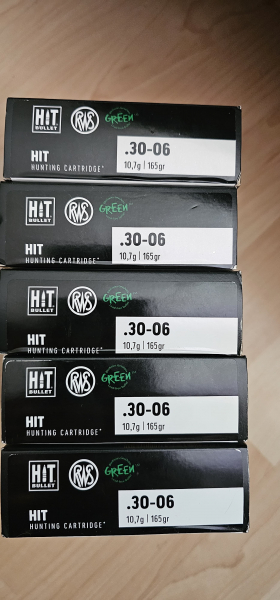 HIT
BULLET
RWS
GREEN
.30-06
10,7g | 165gr
HIT
HUNTING CARTRIDGE*
HIT
BULLET
RWS
GREEN
.30-06
10,7g | 165gr
HIT
HUNTING CARTRIDGE*
HIT
BULLET
RWS
GREEN
.30-06
10,7g | 165gr
HIT
HUNTING CARTRIDGE*
HIT
BULLET
RWS
GREEN
.30-06
10,7g | 165gr
HIT
HUNTING CARTRIDGE*
HIT
BULLET
RWS
GREEN
.30-06
10,7g | 165gr
HIT
HUNTING CARTRIDGE*